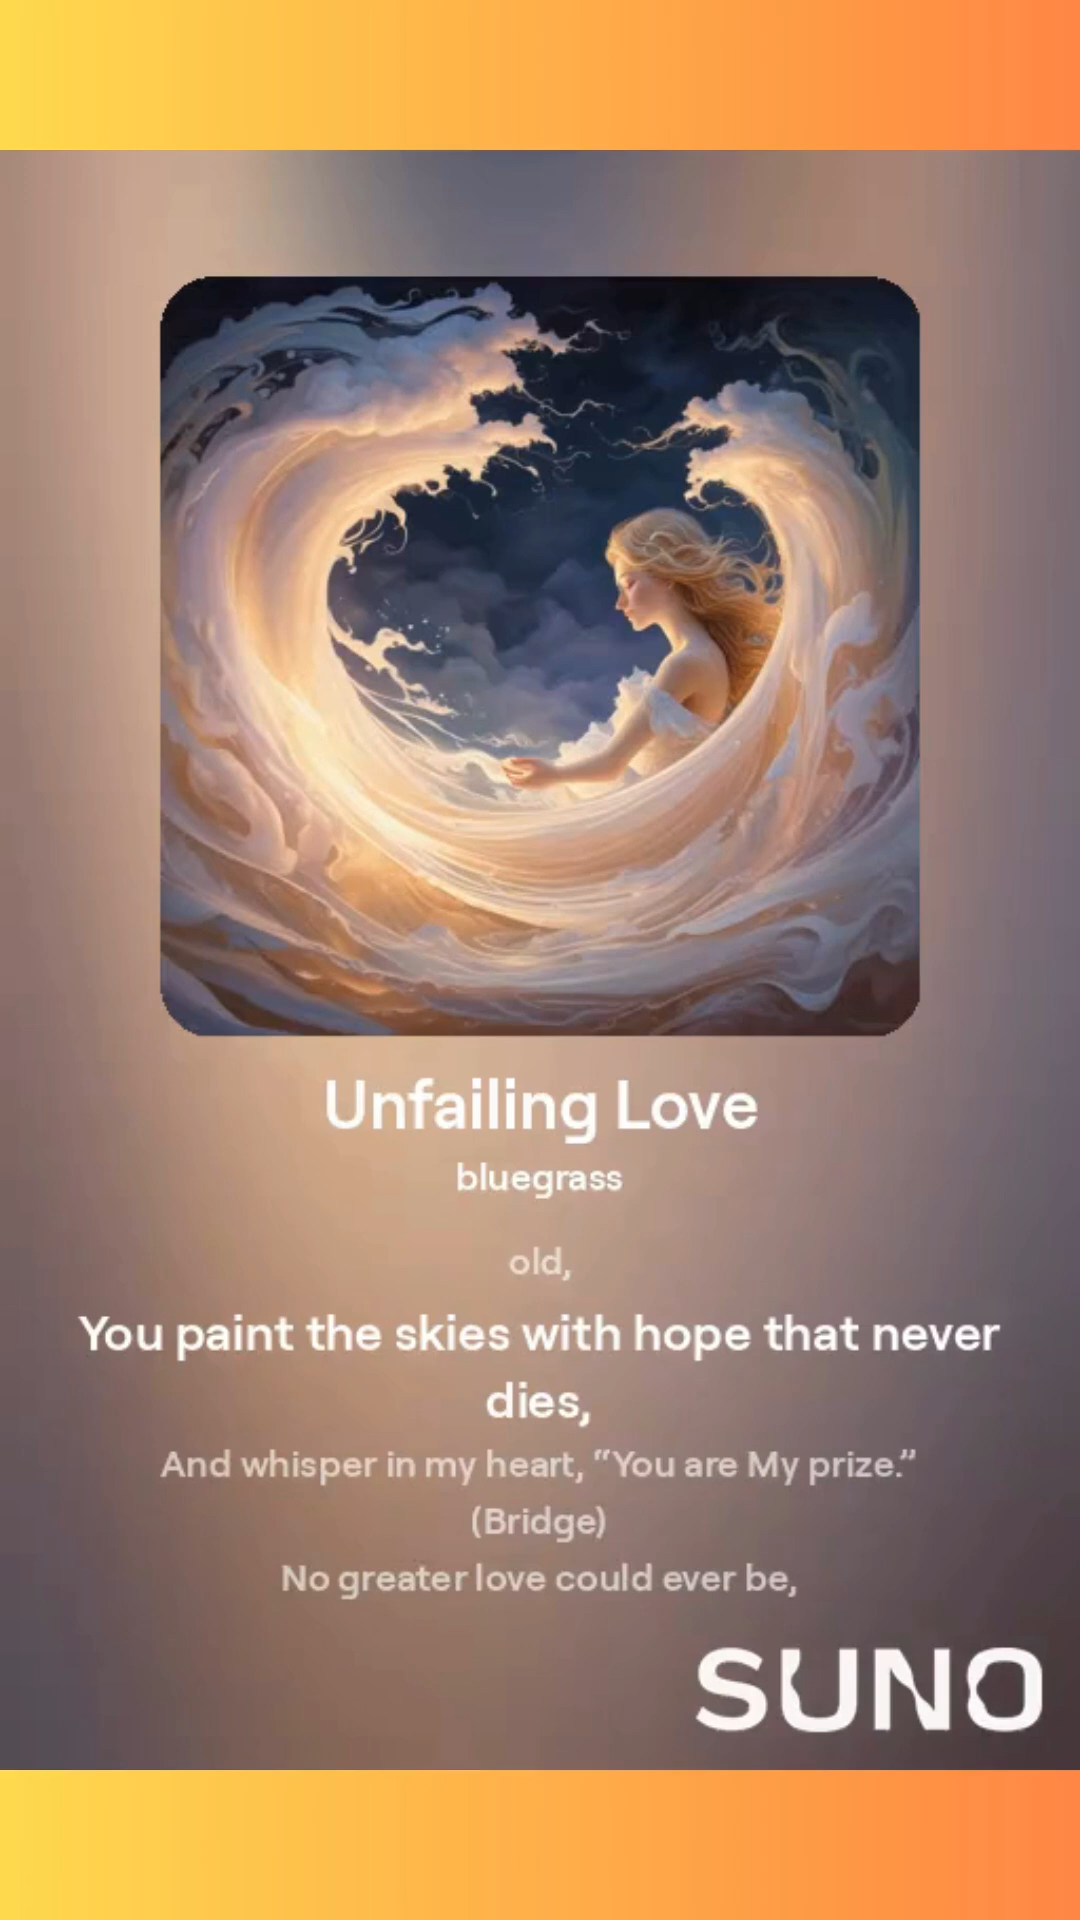 Unfailing Love
bluegrass
old,
You paint the skies with hope that never
dies,
And whisper in my heart, “You are My prize.”
(Bridge)
No greater love could ever be,
SUNO